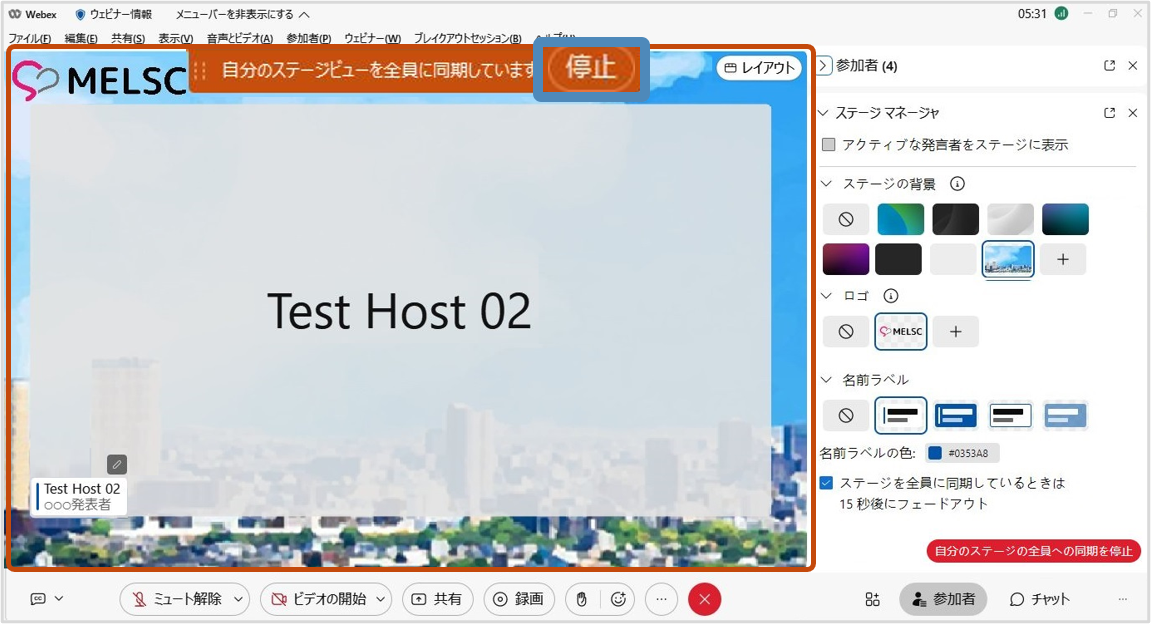 Webex ウェビナー情報 メニューバーを非表示にする 05:31
ファイル(F) 編集(E) 共有(S) 表示(V) 音声とビデオ(A) 参加者(P) ウェビナー(W) ブレイクアウトセッション(B)
MELSC
自分のステージビューを全員に同期しています
停止
レイアウト
Test Host 02
Test Host 02
○○○発表者
参加者 (4)
ステージ マネージャ
アクティブな発言者をステージに表示
ステージの背景
ロゴ
MELSC
名前ラベル
名前ラベルの色: #0353A8
ステージを全員に同期しているときは
15 秒後にフェードアウト
自分のステージの全員への同期を停止
CC ミュート解除 ビデオの開始 共有 録画 参加者 チャット